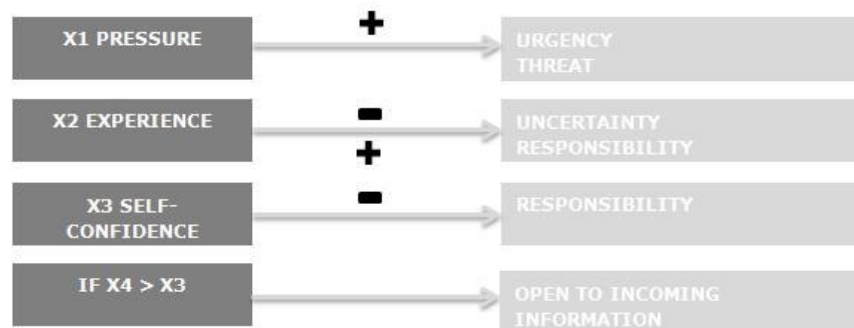 X1 PRESSURE
+
URGENCY
THREAT
X2 EXPERIENCE
-
+
UNCERTAINTY
RESPONSIBILITY
X3 SELF-
CONFIDENCE
-
RESPONSIBILITY
IF X4 > X3
OPEN TO INCOMING
INFORMATION